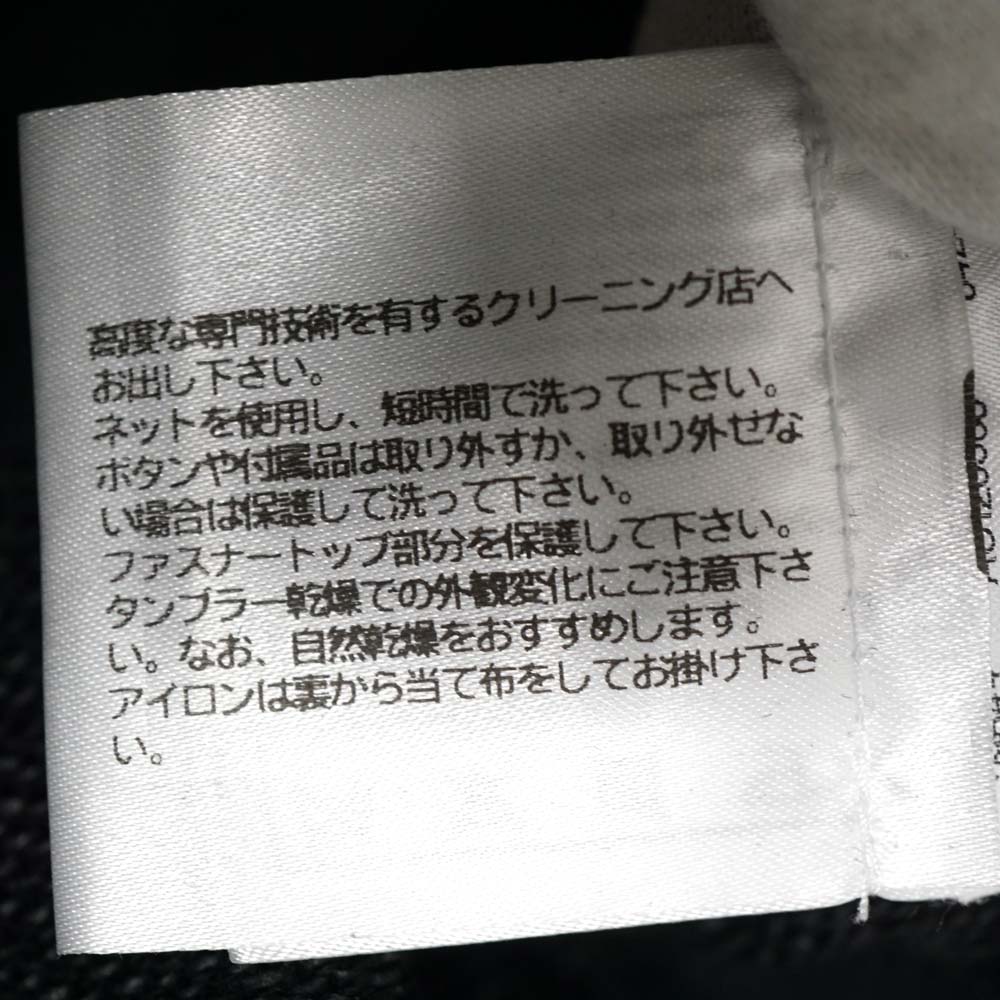 高度な専門技術を有するクリーニング店へ
お出し下さい。
ネットを使用し、短時間で洗って下さい。
ボタンや付属品は取り外すか、取り外せな
い場合は保護して洗って下さい。
ファスナートップ部分を保護して下さい。
タンブラー乾燥での外観変化にご注意下さ
い。なお、自然乾燥をおすすめします。
アイロンは裏から当て布をしてお掛け下さ
い。